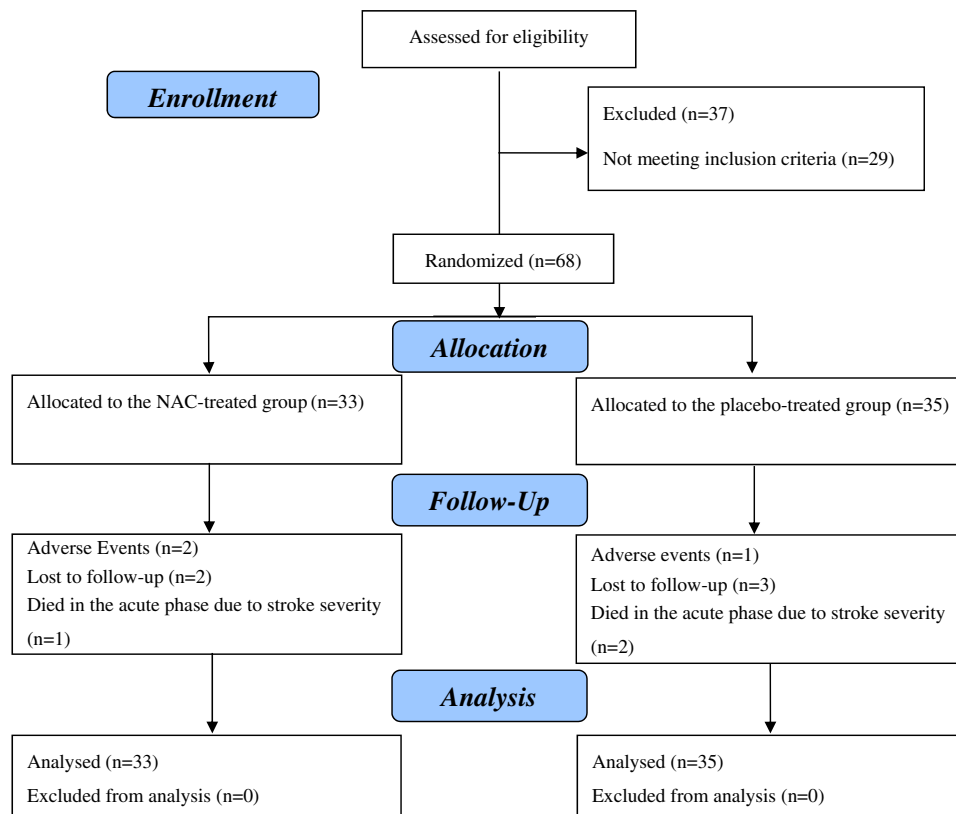 Assessed for eligibility
Enrollment
Excluded (n=37)
Not meeting inclusion criteria (n=29)
Randomized (n=68)
Allocation
Allocated to the NAC-treated group (n=33)
Allocated to the placebo-treated group (n=35)
Follow-Up
Adverse Events (n=2)
Lost to follow-up (n=2)
Died in the acute phase due to stroke severity
(n=1)
Adverse events (n=1)
Lost to follow-up (n=3)
Died in the acute phase due to stroke severity
(n=2)
Analysis
Analysed (n=33)
Excluded from analysis (n=0)
Analysed (n=35)
Excluded from analysis (n=0)